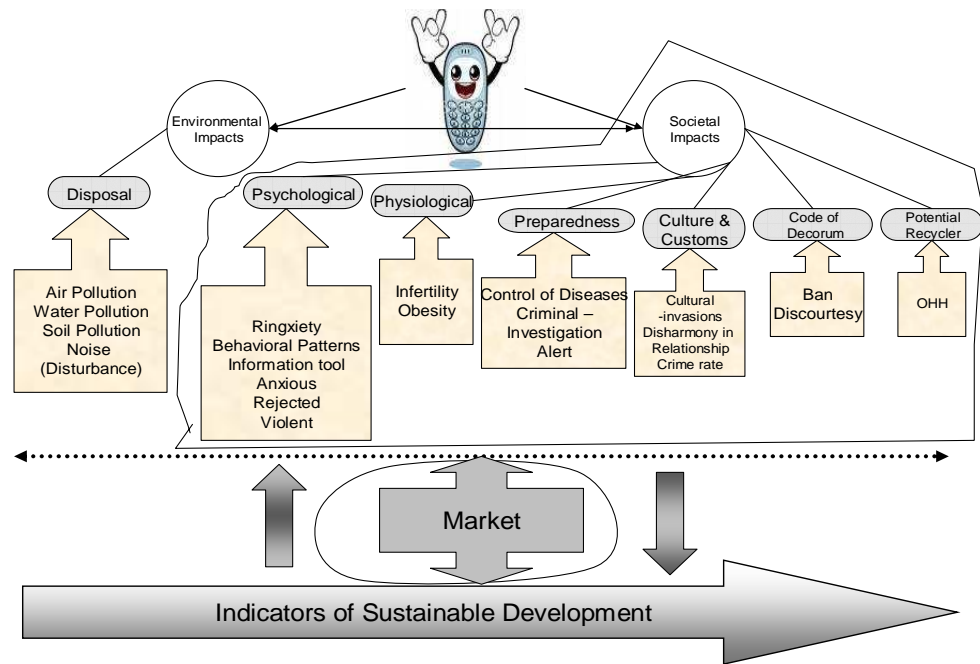 Environmental
Impacts
Societal
Impacts
Disposal
Psychological
Physiological
Preparedness
Culture &
Customs
Code of
Decorum
Potential
Recycler
Air Pollution
Water Pollution
Soil Pollution
Noise
(Disturbance)
Ringxiety
Behavioral Patterns
Information tool
Anxious
Rejected
Violent
Infertility
Obesity
Control of Diseases
Criminal –
Investigation
Alert
Cultural
-invasions
Disharmony in
Relationship
Crime rate
Ban
Discourtesy
OHH
Market
Indicators of Sustainable Development